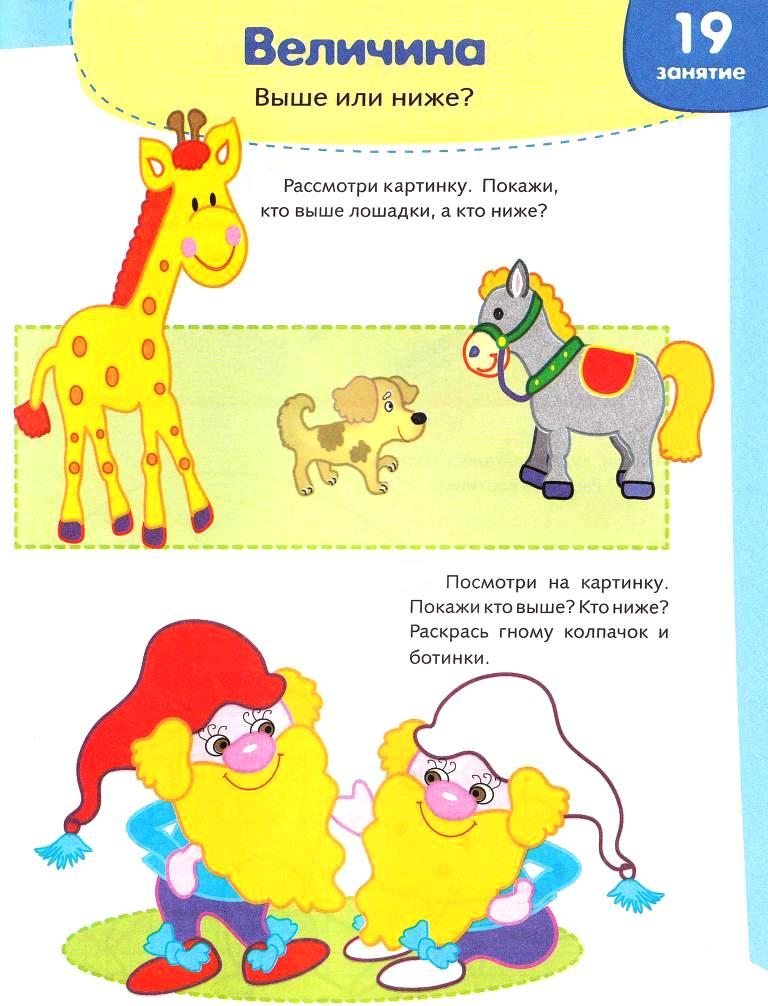 Величина
19
занятие
Выше или ниже?
Рассмотри картинку. Покажи,
кто выше лошадки, а кто ниже?
Посмотри на картинку.
Покажи кто выше? Кто ниже?
Раскрась гному колпачок и
ботинки.